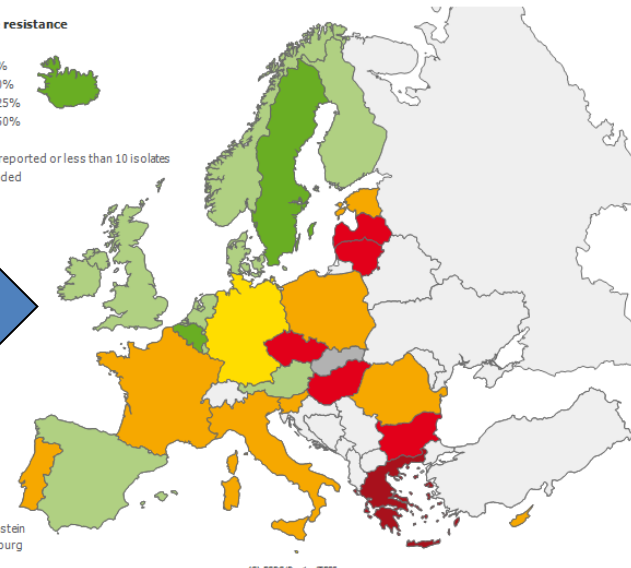 resistance
%
%
25%
50%
reported or less than 10 isolates
ded
stein
ourg